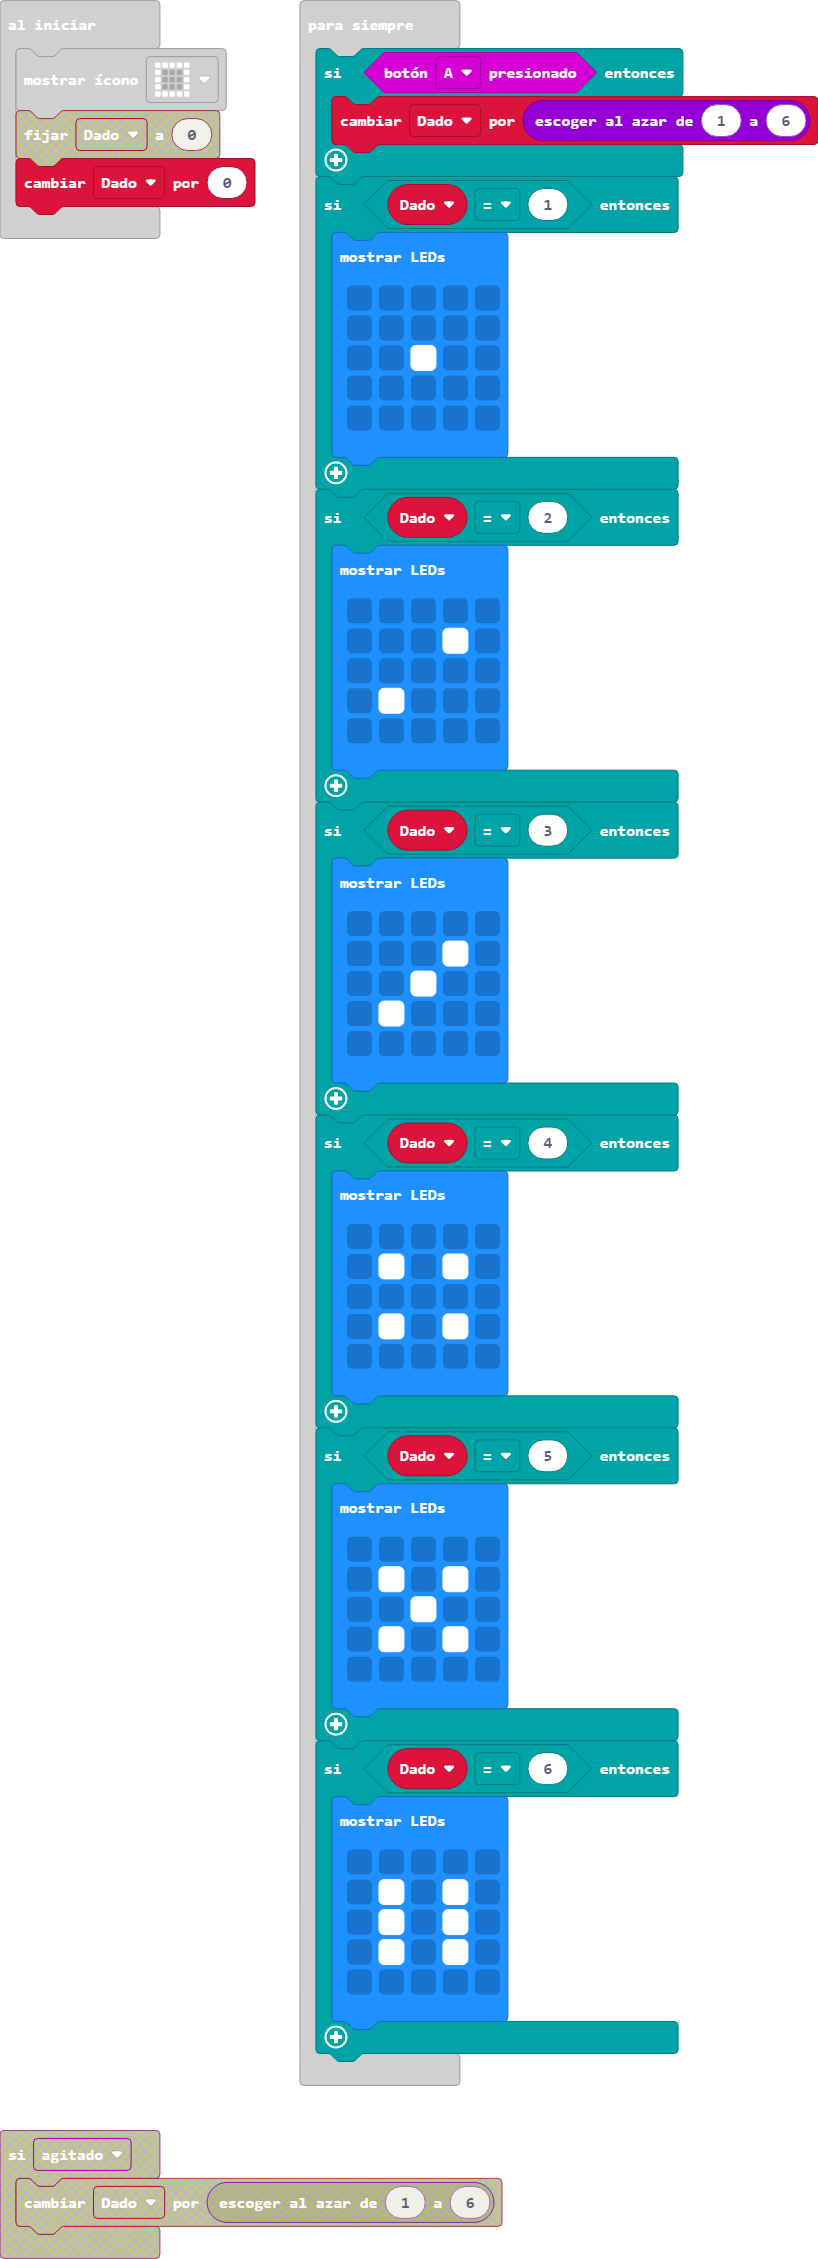 al iniciar
mostrar ícono
fijar Dado a 0
cambiar Dado por 0
para siempre
si botón A presionado entonces
cambiar Dado por escoger al azar de 1 a 6
si Dado = 1 entonces
mostrar LEDs
si Dado = 2 entonces
mostrar LEDs
si Dado = 3 entonces
mostrar LEDs
si Dado = 4 entonces
mostrar LEDs
si Dado = 5 entonces
mostrar LEDs
si Dado = 6 entonces
mostrar LEDs
si agitado
cambiar Dado por escoger al azar de 1 a 6